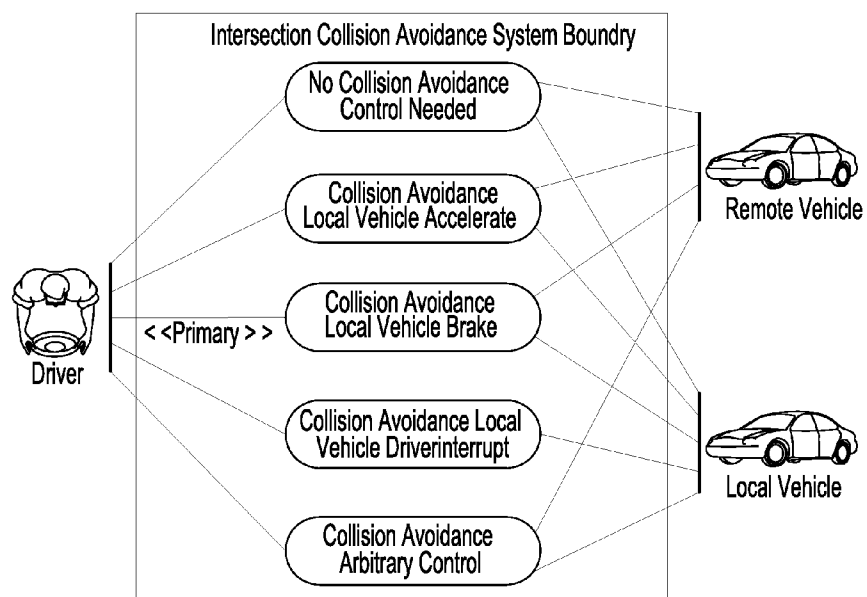 Intersection Collision Avoidance System Boundry
No Collision Avoidance
Control Needed
Collision Avoidance
Local Vehicle Accelerate
Remote Vehicle
Collision Avoidance
Local Vehicle Brake
< <Primary > >
Driver
Collision Avoidance Local
Vehicle Driverinterrupt
Local Vehicle
Collision Avoidance
Arbitrary Control